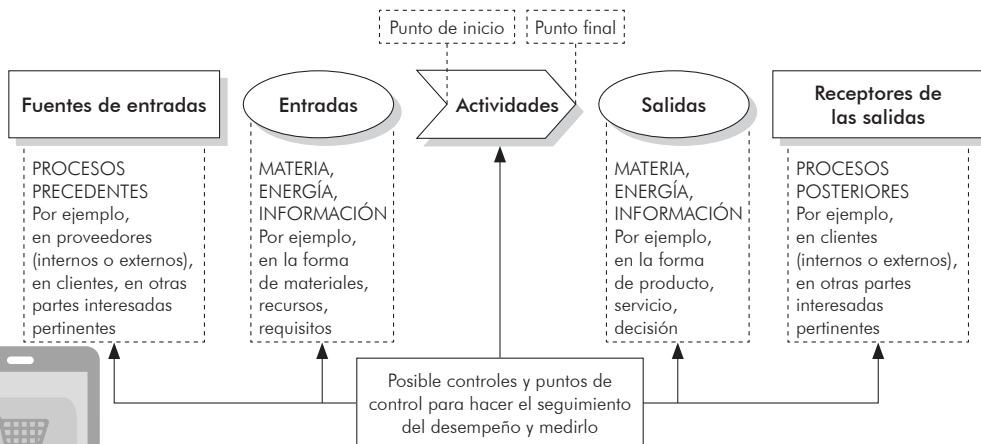 Punto de inicio
Punto final
Fuentes de entradas
Entradas
Actividades
Salidas
Receptores de
las salidas
PROCESOS
PRECEDENTES
Por ejemplo,
en proveedores
(internos o externos),
en clientes, en otras
partes interesadas
pertinentes
MATERIA,
ENERGÍA,
INFORMACIÓN
Por ejemplo,
en la forma
de materiales,
recursos,
requisitos
MATERIA,
ENERGÍA,
INFORMACIÓN
Por ejemplo,
en la forma
de producto,
servicio,
decisión
PROCESOS
POSTERIORES
Por ejemplo,
en clientes
(internos o externos),
en otras partes
interesadas
pertinentes
Posible controles y puntos de
control para hacer el seguimiento
del desempeño y medirlo